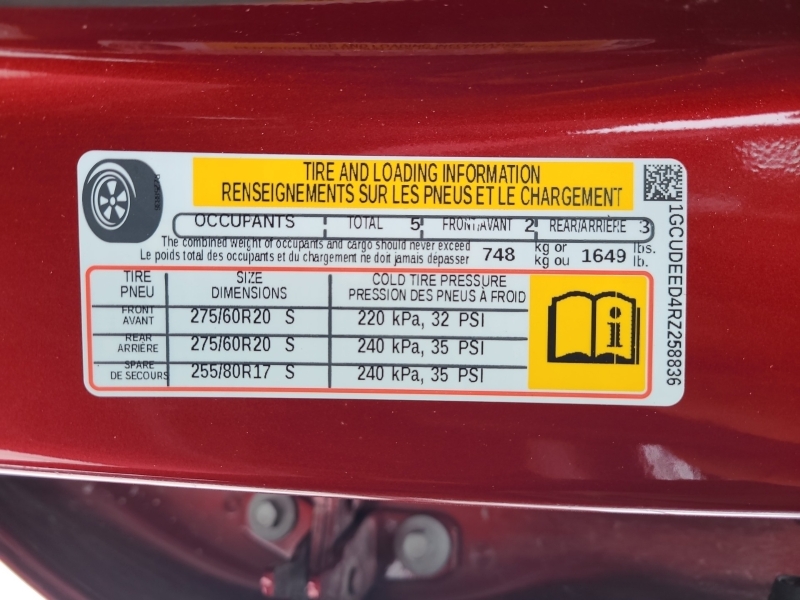 TIRE AND LOADING INFORMATION
RENSEIGNEMENTS SUR LES PNEUS ET LE CHARGEMENT
OCCUPANTS TOTAL 5 FRONT/AVANT 2 REAR/ARRIÈRE 3
The combined weight of occupants and cargo should never exceed 748 kg or 1649 lbs.
Le poids total des occupants et du chargement ne doit jamais dépasser kg ou lb.
TIRE SIZE COLD TIRE PRESSURE
PNEU DIMENSIONS PRESSION DES PNEUS À FROID
FRONT AVANT 275/60R20 S 220 kPa, 32 PSI
REAR ARRIÈRE 275/60R20 S 240 kPa, 35 PSI
SPARE DE SECOURS 255/80R17 S 240 kPa, 35 PSI
1GCUDEED4RZ258836